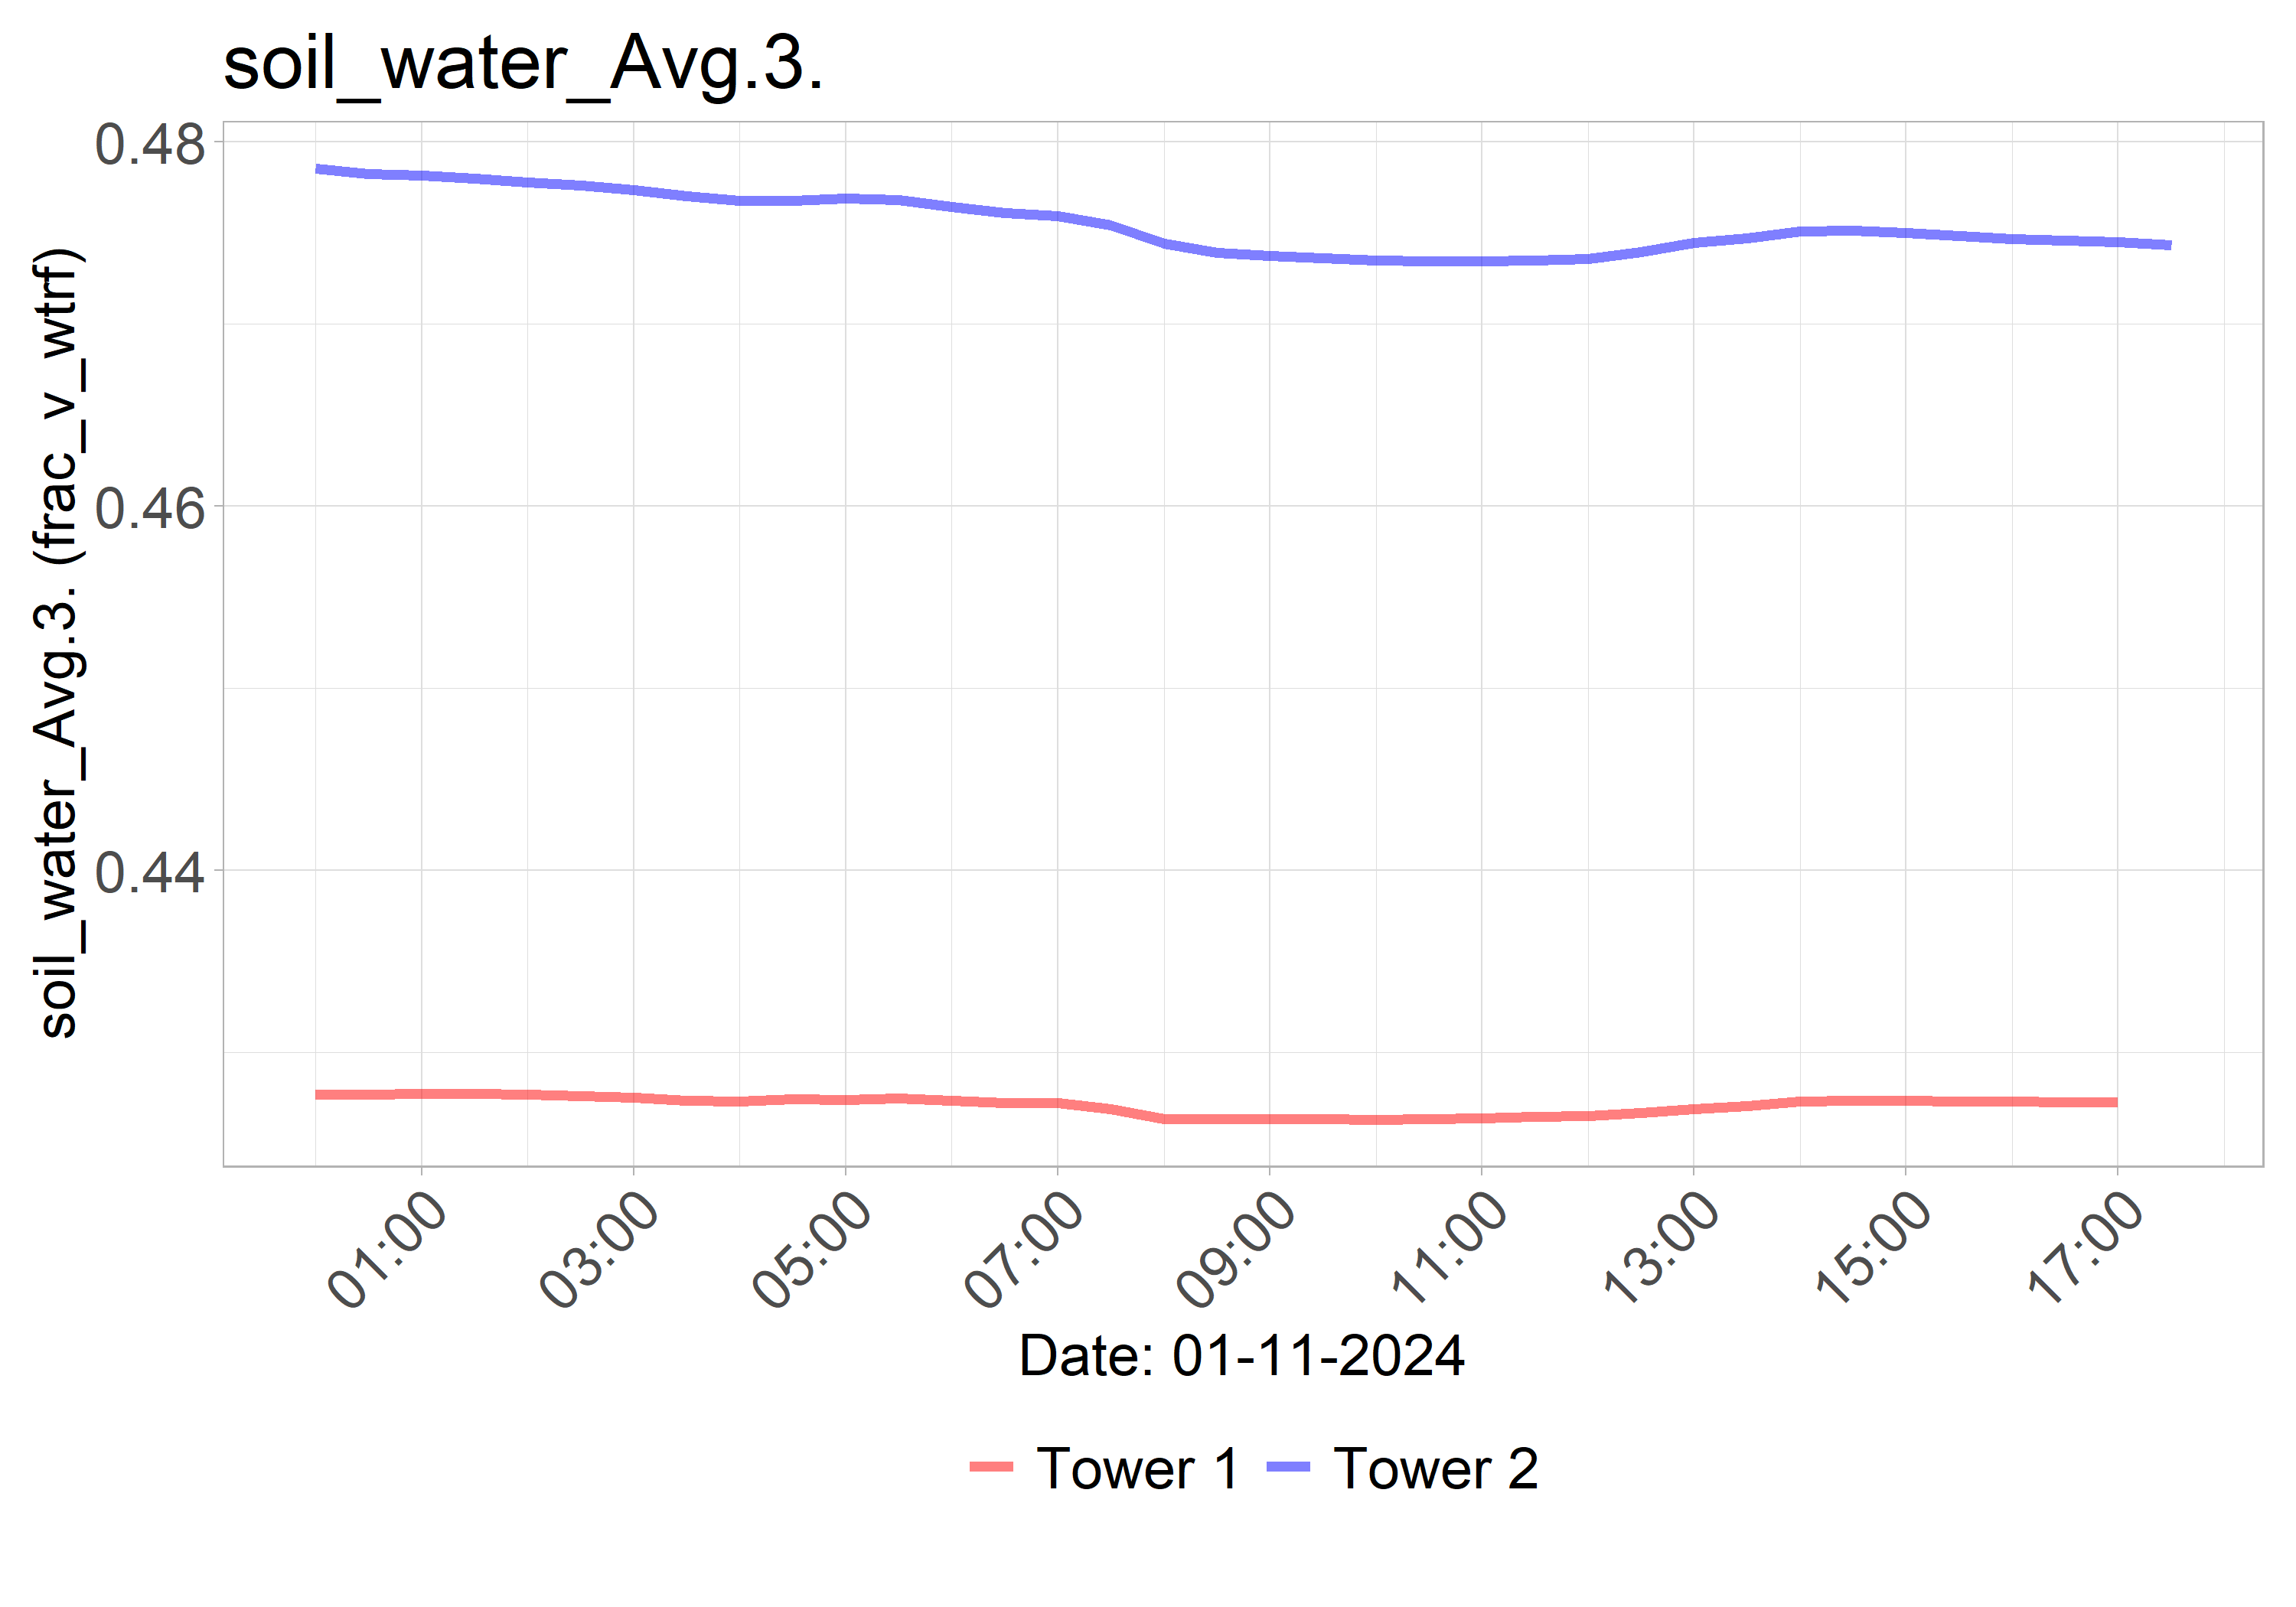 soil_water_Avg.3.
soil_water_Avg.3. (frac_v_wtrf)
0.48
0.46
0.44
01:00 03:00 05:00 07:00 09:00 11:00 13:00 15:00 17:00
Date: 01-11-2024
Tower 1 Tower 2